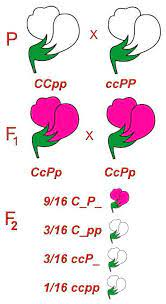 P X
CCpp ccPP
F1 X
CcPp CcPp
F2
9/16 C_P_
3/16 C_pp
3/16 ccP_
1/16 ccpp